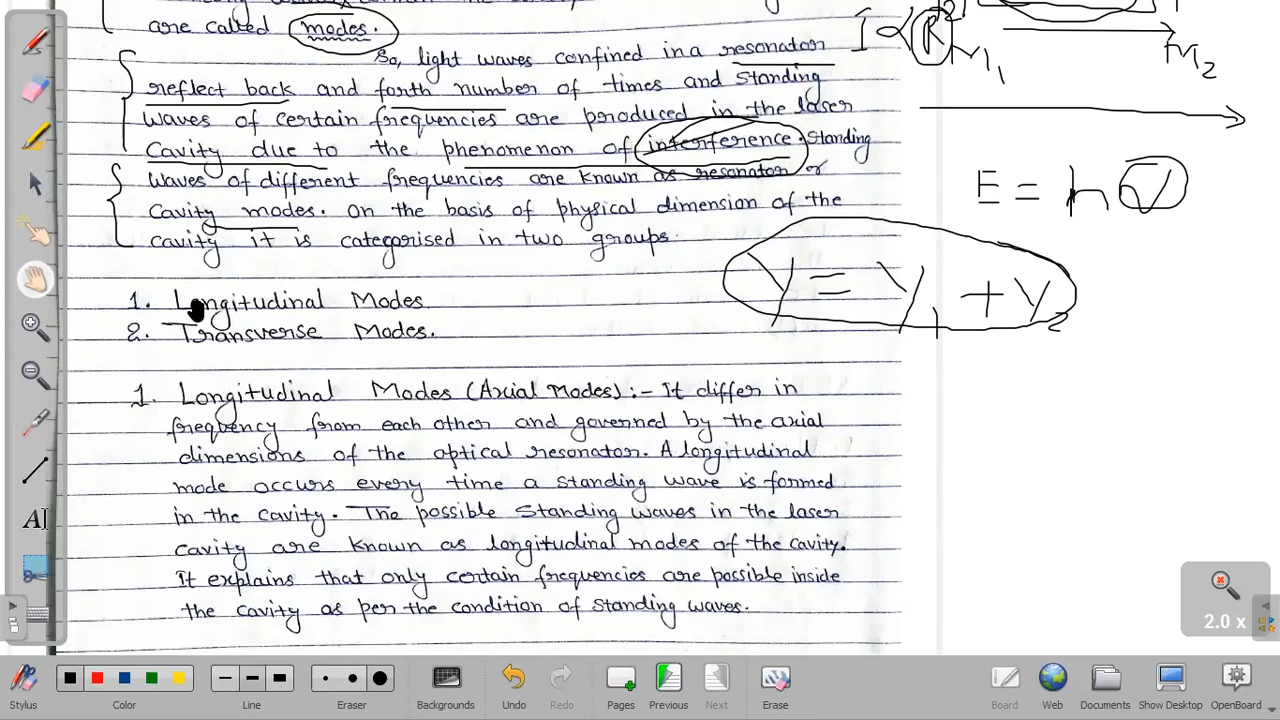 are called modes.
So, light waves confined in a resonator
reflect back and forth number of times and Standing
waves of certain frequencies are produced in the laser
Cavity due to the phenomenon of interference. Standing
waves of different frequencies are known as resonator or
Cavity modes. On the basis of physical dimension of the
cavity it is categorised in two groups.
1. Longitudinal Modes
2. Transverse Modes.
1. Longitudinal Modes (Axial Modes) :- It differ in
frequency from each other and governed by the axial
dimensions of the optical resonator. A longitudinal
mode occurs every time a standing wave is formed
in the cavity. The possible Standing waves in the laser
cavity are known as longitudinal modes of the cavity.
It explains that only certain frequencies are possible inside
the cavity as per the condition of standing waves.
I ∝ R
M1
M2
E = hν
Y = Y1 + Y2
2.0 x
Stylus
Color
Line
Eraser
Backgrounds
Undo
Redo
Pages
Previous
Next
Erase
Board
Web
Documents
Show Desktop
OpenBoard